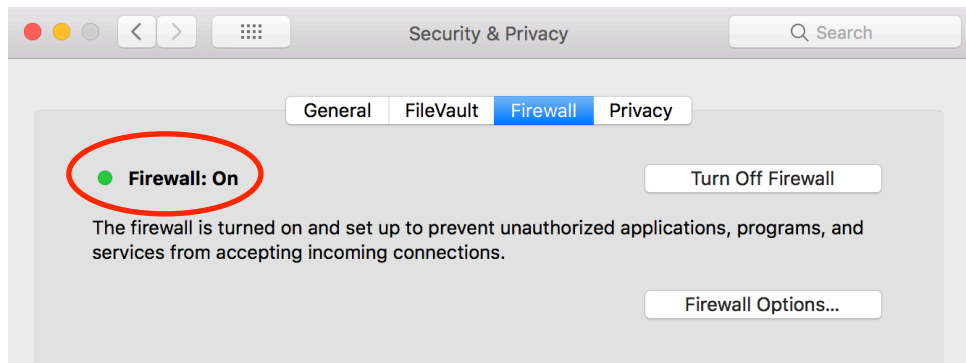 Security & Privacy
Search
General FileVault Firewall Privacy
Firewall: On
Turn Off Firewall
The firewall is turned on and set up to prevent unauthorized applications, programs, and
services from accepting incoming connections.
Firewall Options...